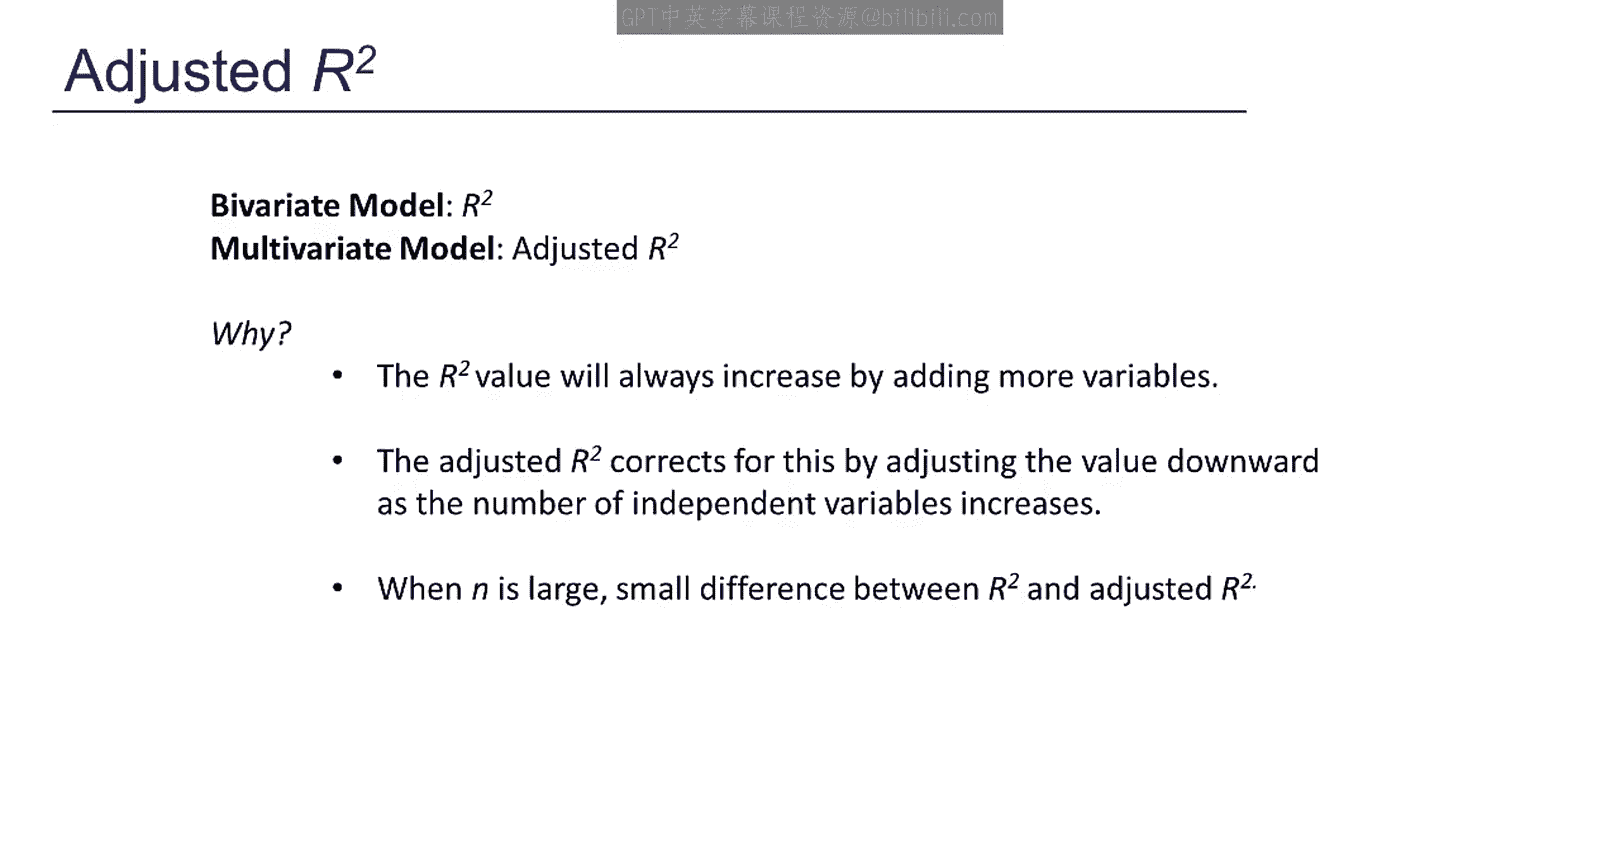 GPT中英字幕课程资源@bilibili.com
Adjusted R²
Bivariate Model: R²
Multivariate Model: Adjusted R²
Why?
• The R² value will always increase by adding more variables.
• The adjusted R² corrects for this by adjusting the value downward
as the number of independent variables increases.
• When n is large, small difference between R² and adjusted R².